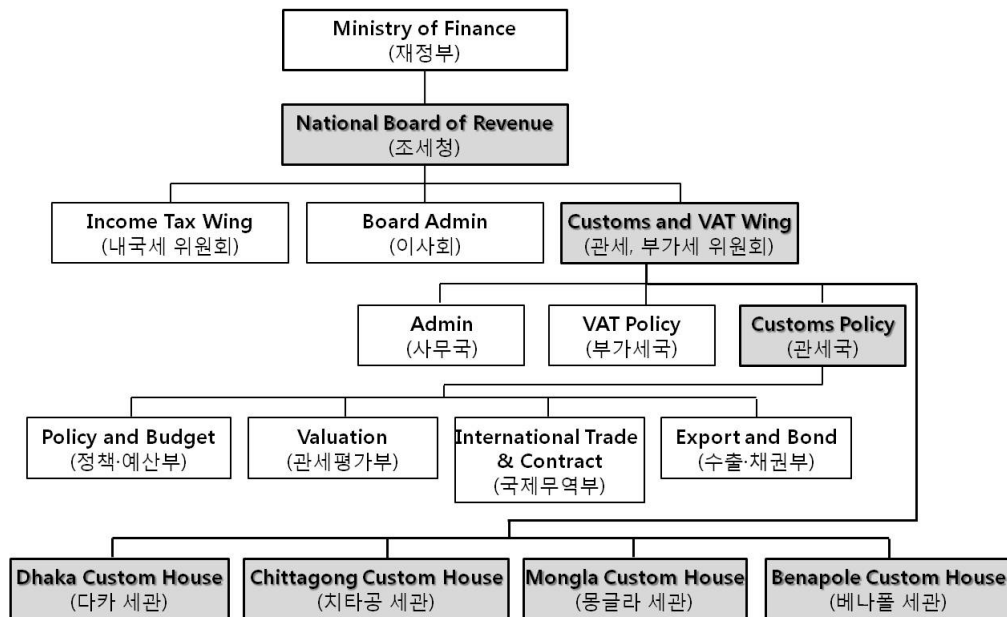 Ministry of Finance
(재정부)
National Board of Revenue
(조세청)
Income Tax Wing
(내국세 위원회)
Board Admin
(이사회)
Customs and VAT Wing
(관세, 부가세 위원회)
Admin
(사무국)
VAT Policy
(부가세국)
Customs Policy
(관세국)
Policy and Budget
(정책·예산부)
Valuation
(관세평가부)
International Trade
& Contract
(국제무역부)
Export and Bond
(수출·채권부)
Dhaka Custom House
(다카 세관)
Chittagong Custom House
(치타공 세관)
Mongla Custom House
(몽글라 세관)
Benapole Custom House
(베나폴 세관)